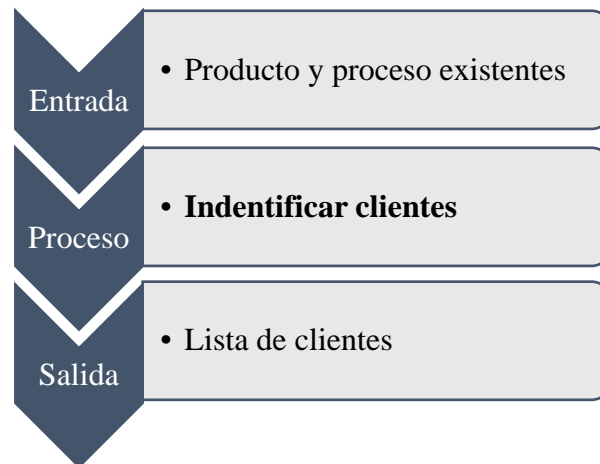 Entrada
• Producto y proceso existentes
Proceso
• Indentificar clientes
Salida
• Lista de clientes